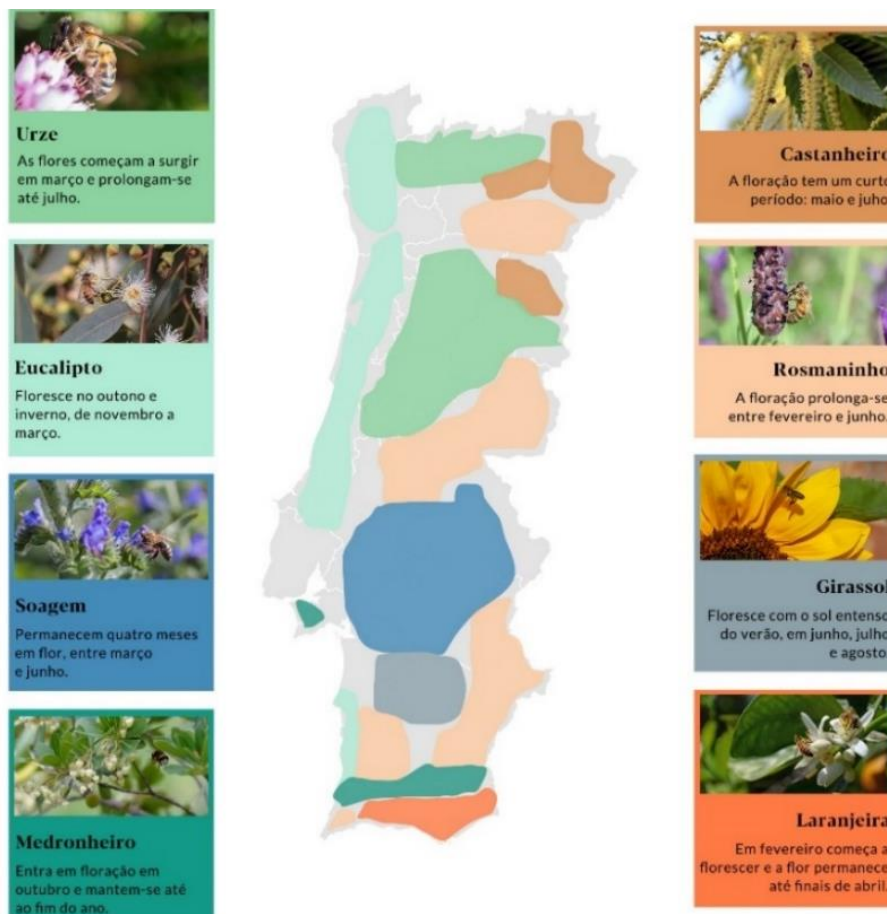 Urze
As flores começam a surgir
em março e prolongam-se
até julho.
Eucalipto
Floresce no outono e
inverno, de novembro a
março.
Soagem
Permanecem quatro meses
em flor, entre março
e junho.
Medronheiro
Entra em floração em
outubro e mantem-se até
ao fim do ano.
Castanheiro
A floração tem um curto
período: maio e juho
Rosmaninho
A floração prolonga-se
entre fevereiro e junho.
Girassol
Floresce com o sol entenso
do verão, em junho, julho
e agosto
Laranjeira
Em fevereiro começa a
florescer e a flor permanece
até finais de abril.